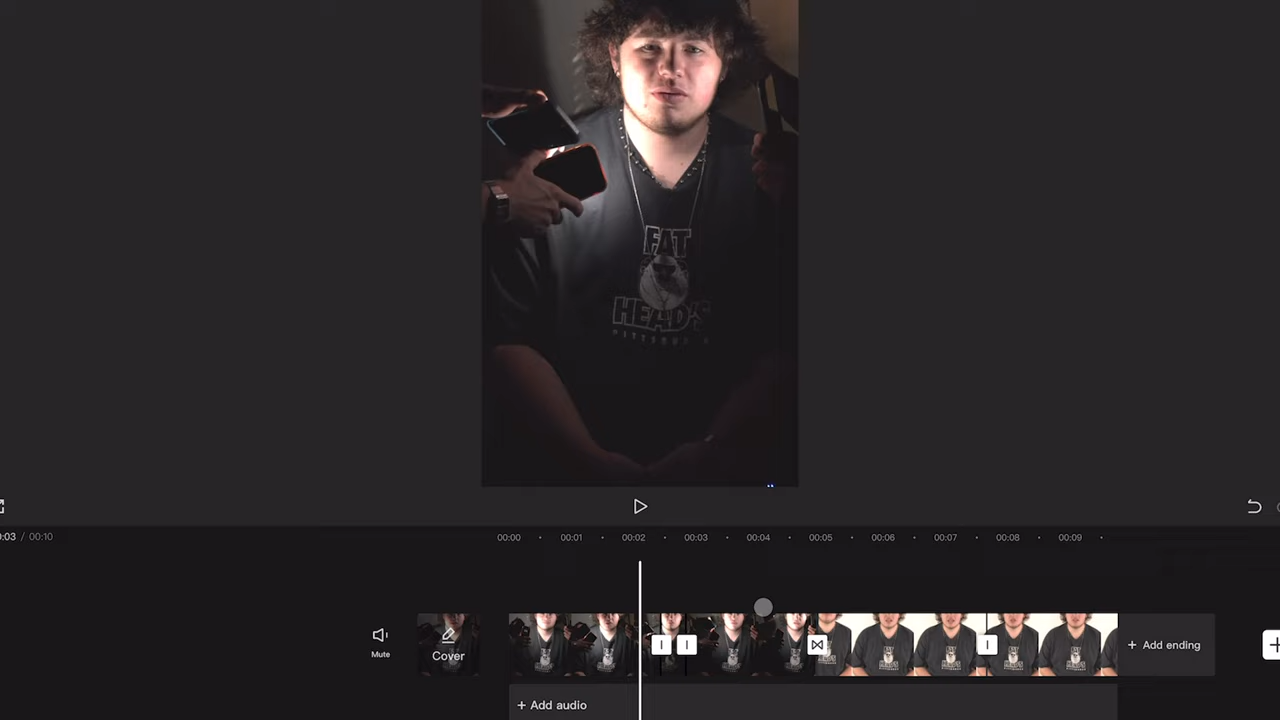 FAT
HEAD'S
PITTSBURGH
:03 / 00:10
00:00 00:01 00:02 00:03 00:04 00:05 00:06 00:07 00:08 00:09
Mute
Cover
+ Add ending
+ Add audio